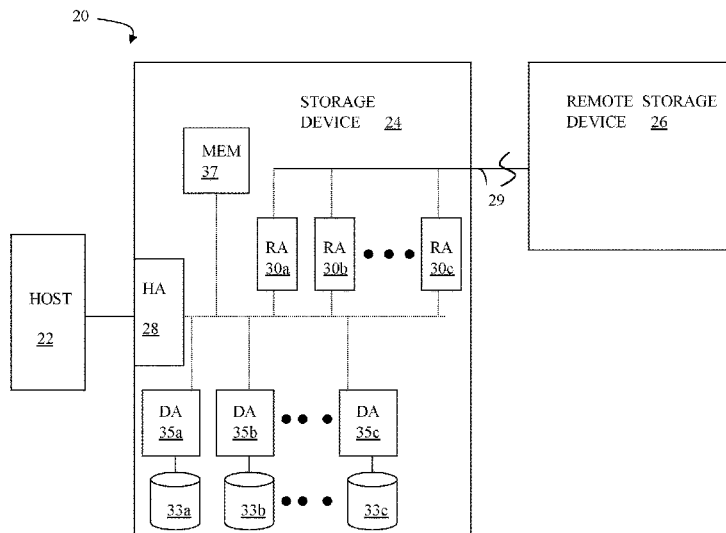 20
STORAGE
DEVICE 24
REMOTE STORAGE
DEVICE 26
MEM
37
29
RA
30a
RA
30b
RA
30c
HOST
22
HA
28
DA
35a
DA
35b
DA
35c
33a
33b
33c